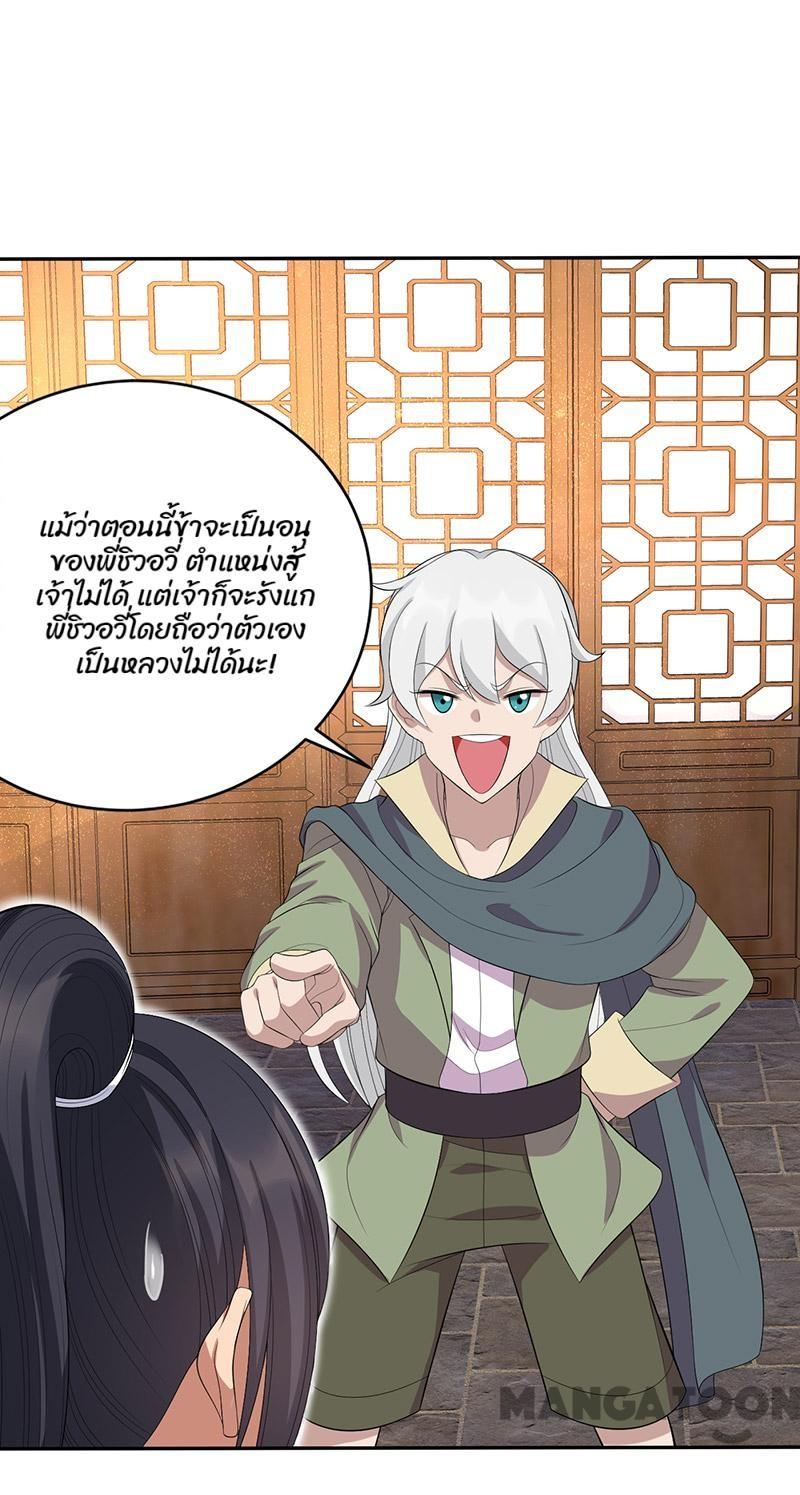 แม้ว่าตอนนี้ข้าจะเป็นอนุ
ของพี่ชิวอวี่ ตำแหน่งสู้
เจ้าไม่ได้ แต่เจ้าก็จะรังแก
พี่ชิวอวี่โดยถือว่าตัวเอง
เป็นหลวงไม่ได้นะ!
MANGATOON